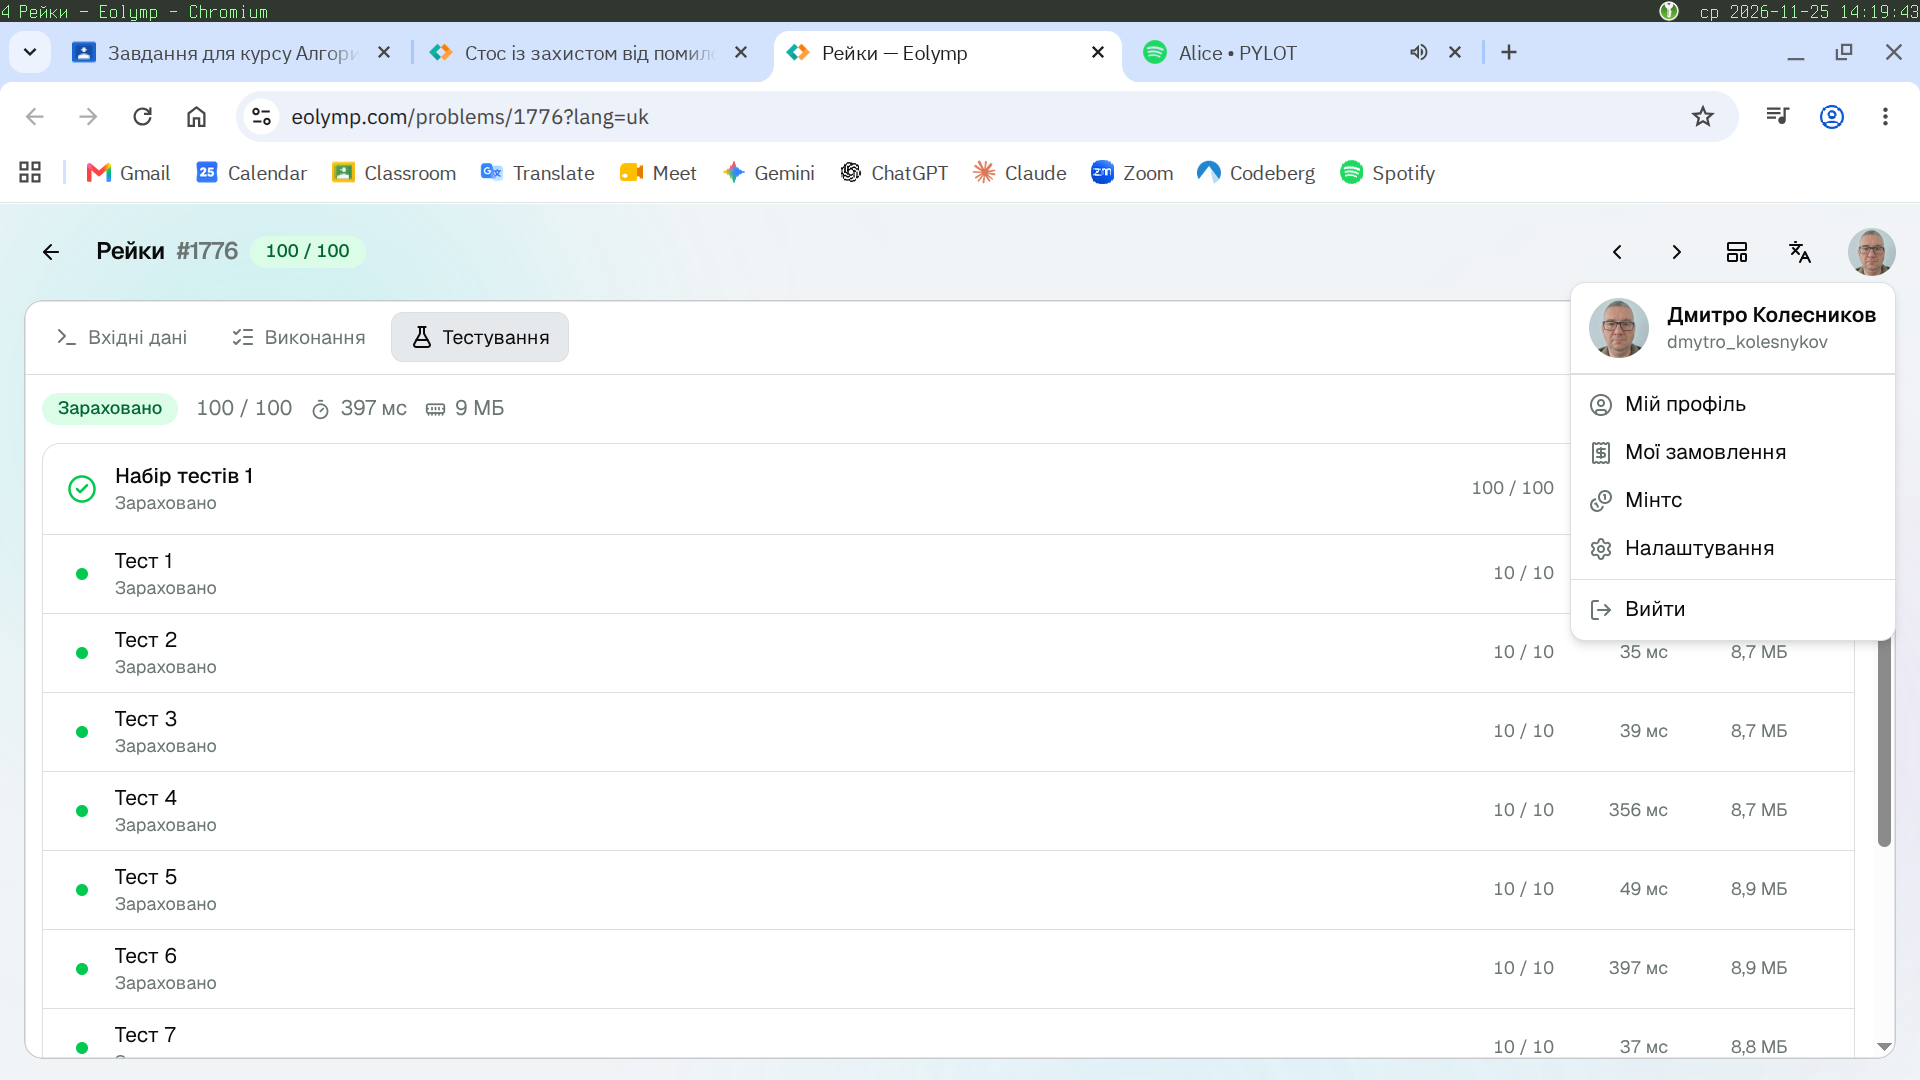 4 Рейки - Eolymp - Chromium
ср 2026-11-25 14:19:43
Завдання для курсу Алгори
Стос із захистом від помило
Рейки — Eolymp
Alice • PYLOT
eolymp.com/problems/1776?lang=uk
Gmail
25 Calendar
Classroom
Translate
Meet
Gemini
ChatGPT
Claude
zm Zoom
Codeberg
Spotify
Рейки #1776 100 / 100
Дмитро Колесников
dmytro_kolesnykov
Мій профіль
Мої замовлення
Мінтс
Налаштування
Вийти
Вхідні дані
Виконання
Тестування
Зараховано 100 / 100 397 мс 9 МБ
Набір тестів 1
Зараховано
100 / 100
Тест 1
Зараховано
10 / 10
Тест 2
Зараховано
10 / 10 35 мс 8,7 МБ
Тест 3
Зараховано
10 / 10 39 мс 8,7 МБ
Тест 4
Зараховано
10 / 10 356 мс 8,7 МБ
Тест 5
Зараховано
10 / 10 49 мс 8,9 МБ
Тест 6
Зараховано
10 / 10 397 мс 8,9 МБ
Тест 7
10 / 10 37 мс 8,8 МБ